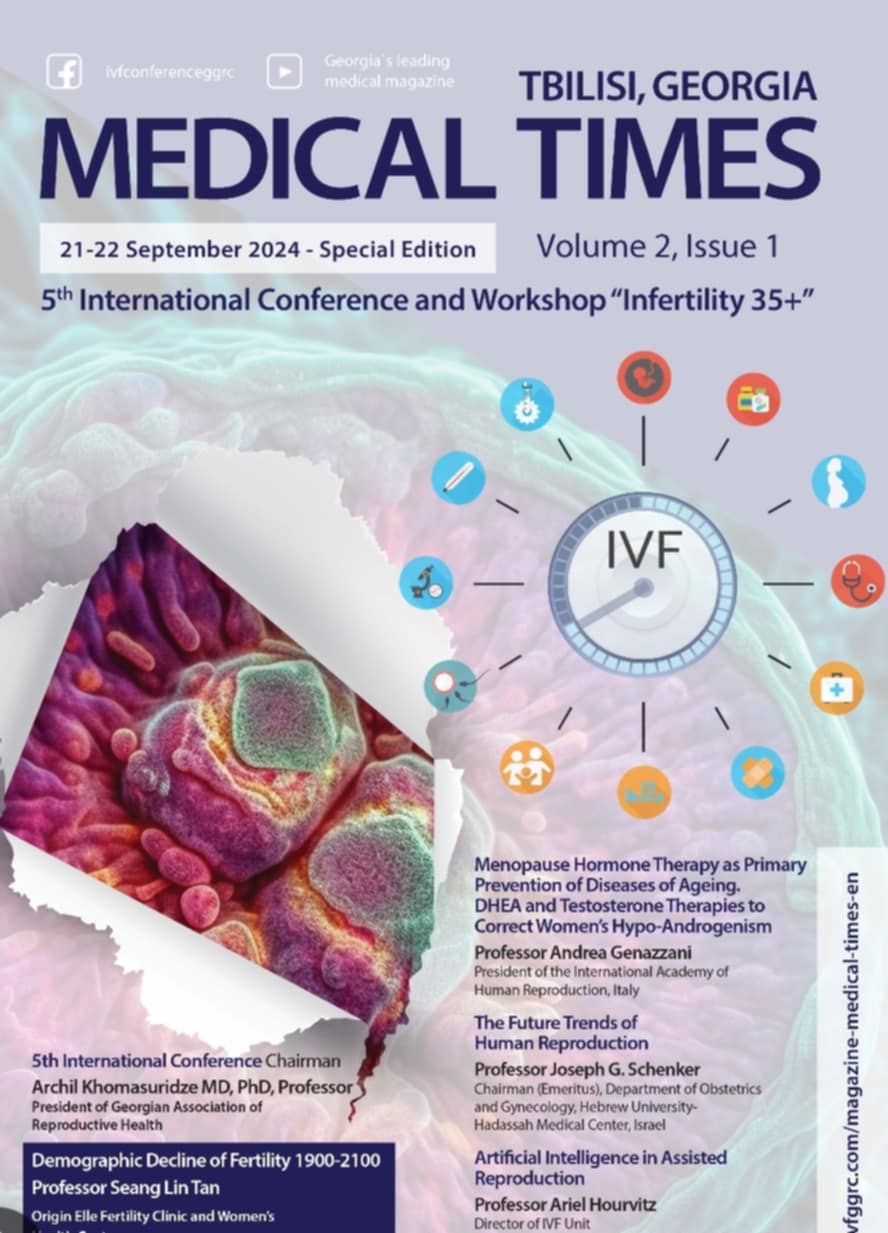 ivfconferenceggrc
Georgia`s leading
medical magazine
TBILISI, GEORGIA
MEDICAL TIMES
21-22 September 2024 - Special Edition
Volume 2, Issue 1
5th International Conference and Workshop “Infertility 35+”
IVF
Menopause Hormone Therapy as Primary
Prevention of Diseases of Ageing.
DHEA and Testosterone Therapies to
Correct Women’s Hypo-Androgenism
Professor Andrea Genazzani
President of the International Academy of
Human Reproduction, Italy
The Future Trends of
Human Reproduction
Professor Joseph G. Schenker
Chairman (Emeritus), Department of Obstetrics
and Gynecology, Hebrew University-
Hadassah Medical Center, Israel
Artificial Intelligence in Assisted
Reproduction
Professor Ariel Hourvitz
Director of IVF Unit
5th International Conference Chairman
Archil Khomasuridze MD, PhD, Professor
President of Georgian Association of
Reproductive Health
Demographic Decline of Fertility 1900-2100
Professor Seang Lin Tan
Origin Elle Fertility Clinic and Women’s
vfggrc.com/magazine-medical-times-en